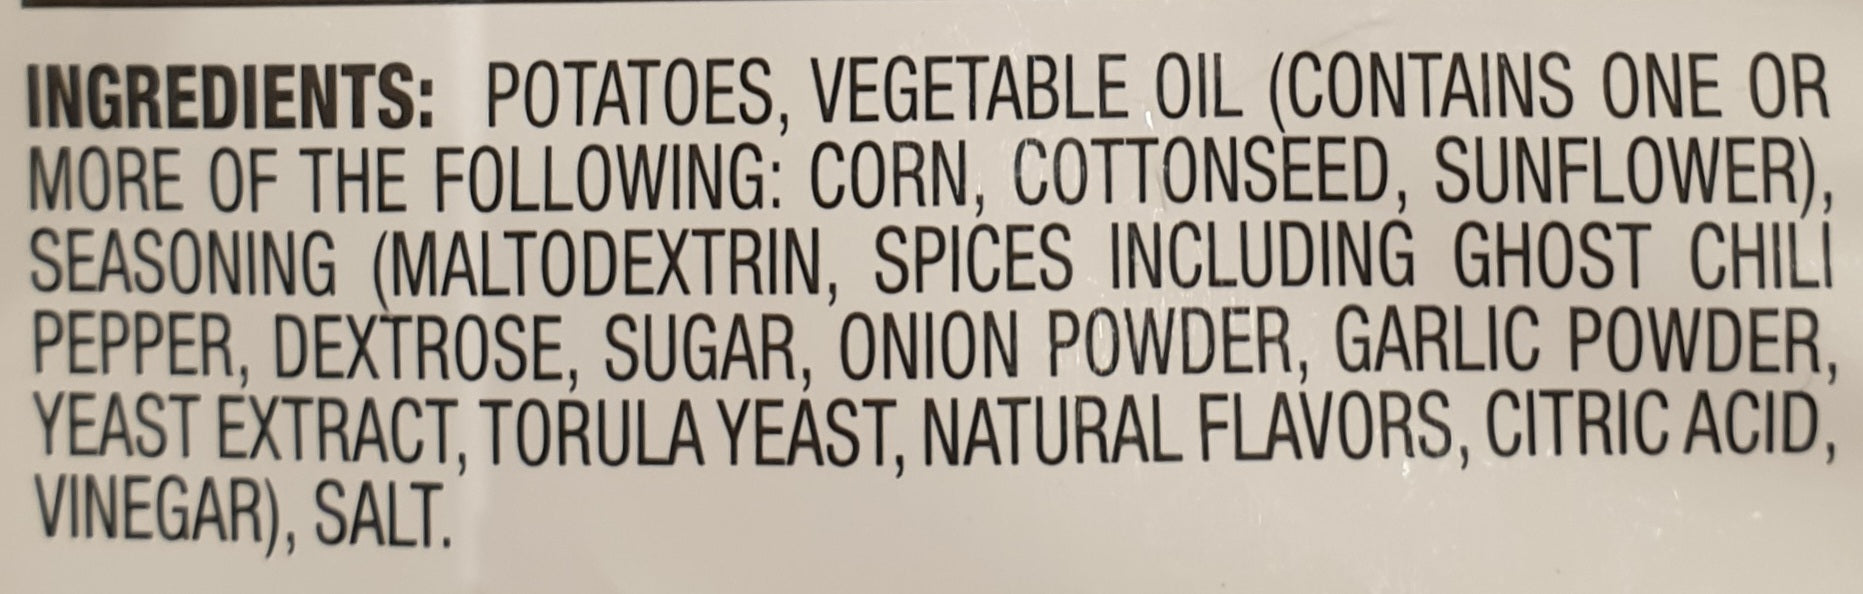 INGREDIENTS: POTATOES, VEGETABLE OIL (CONTAINS ONE OR
MORE OF THE FOLLOWING: CORN, COTTONSEED, SUNFLOWER),
SEASONING (MALTODEXTRIN, SPICES INCLUDING GHOST CHILI
PEPPER, DEXTROSE, SUGAR, ONION POWDER, GARLIC POWDER,
YEAST EXTRACT, TORULA YEAST, NATURAL FLAVORS, CITRIC ACID,
VINEGAR), SALT.